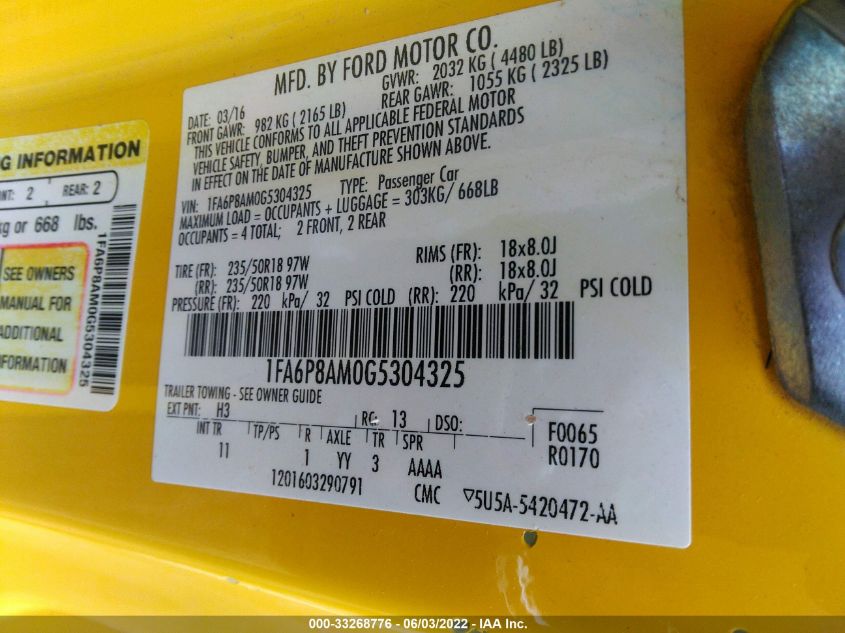 MFD. BY FORD MOTOR CO.
DATE: 03/16 GVWR: 2032 KG ( 4480 LB)
FRONT GAWR: 982 KG ( 2165 LB) REAR GAWR: 1055 KG ( 2325 LB)
THIS VEHICLE CONFORMS TO ALL APPLICABLE FEDERAL MOTOR
VEHICLE SAFETY, BUMPER, AND THEFT PREVENTION STANDARDS
IN EFFECT ON THE DATE OF MANUFACTURE SHOWN ABOVE.
VIN: 1FA6P8AM0G5304325 TYPE: Passenger Car
MAXIMUM LOAD = OCCUPANTS + LUGGAGE = 303KG/ 668LB
OCCUPANTS = 4 TOTAL; 2 FRONT, 2 REAR
TIRE (FR): 235/50R18 97W RIMS (FR): 18x8.0J
(RR): 235/50R18 97W (RR): 18x8.0J
PRESSURE (FR): 220 kPa/ 32 PSI COLD (RR): 220 kPa/ 32 PSI COLD
1FA6P8AM0G5304325
TRAILER TOWING - SEE OWNER GUIDE
EXT PNT: H3 RC: 13 DSO:
INT TR TP/PS R AXLE TR SPR F0065
11 1 YY 3 AAAA R0170
1201603290791 CMC 5U5A-5420472-AA
G INFORMATION
NT: 2 REAR: 2
kg or 668 lbs.
SEE OWNERS
MANUAL FOR
ADDITIONAL
FORMATION
1FA6P8AM0G5304325
000-33268776 - 06/03/2022 - IAA Inc.